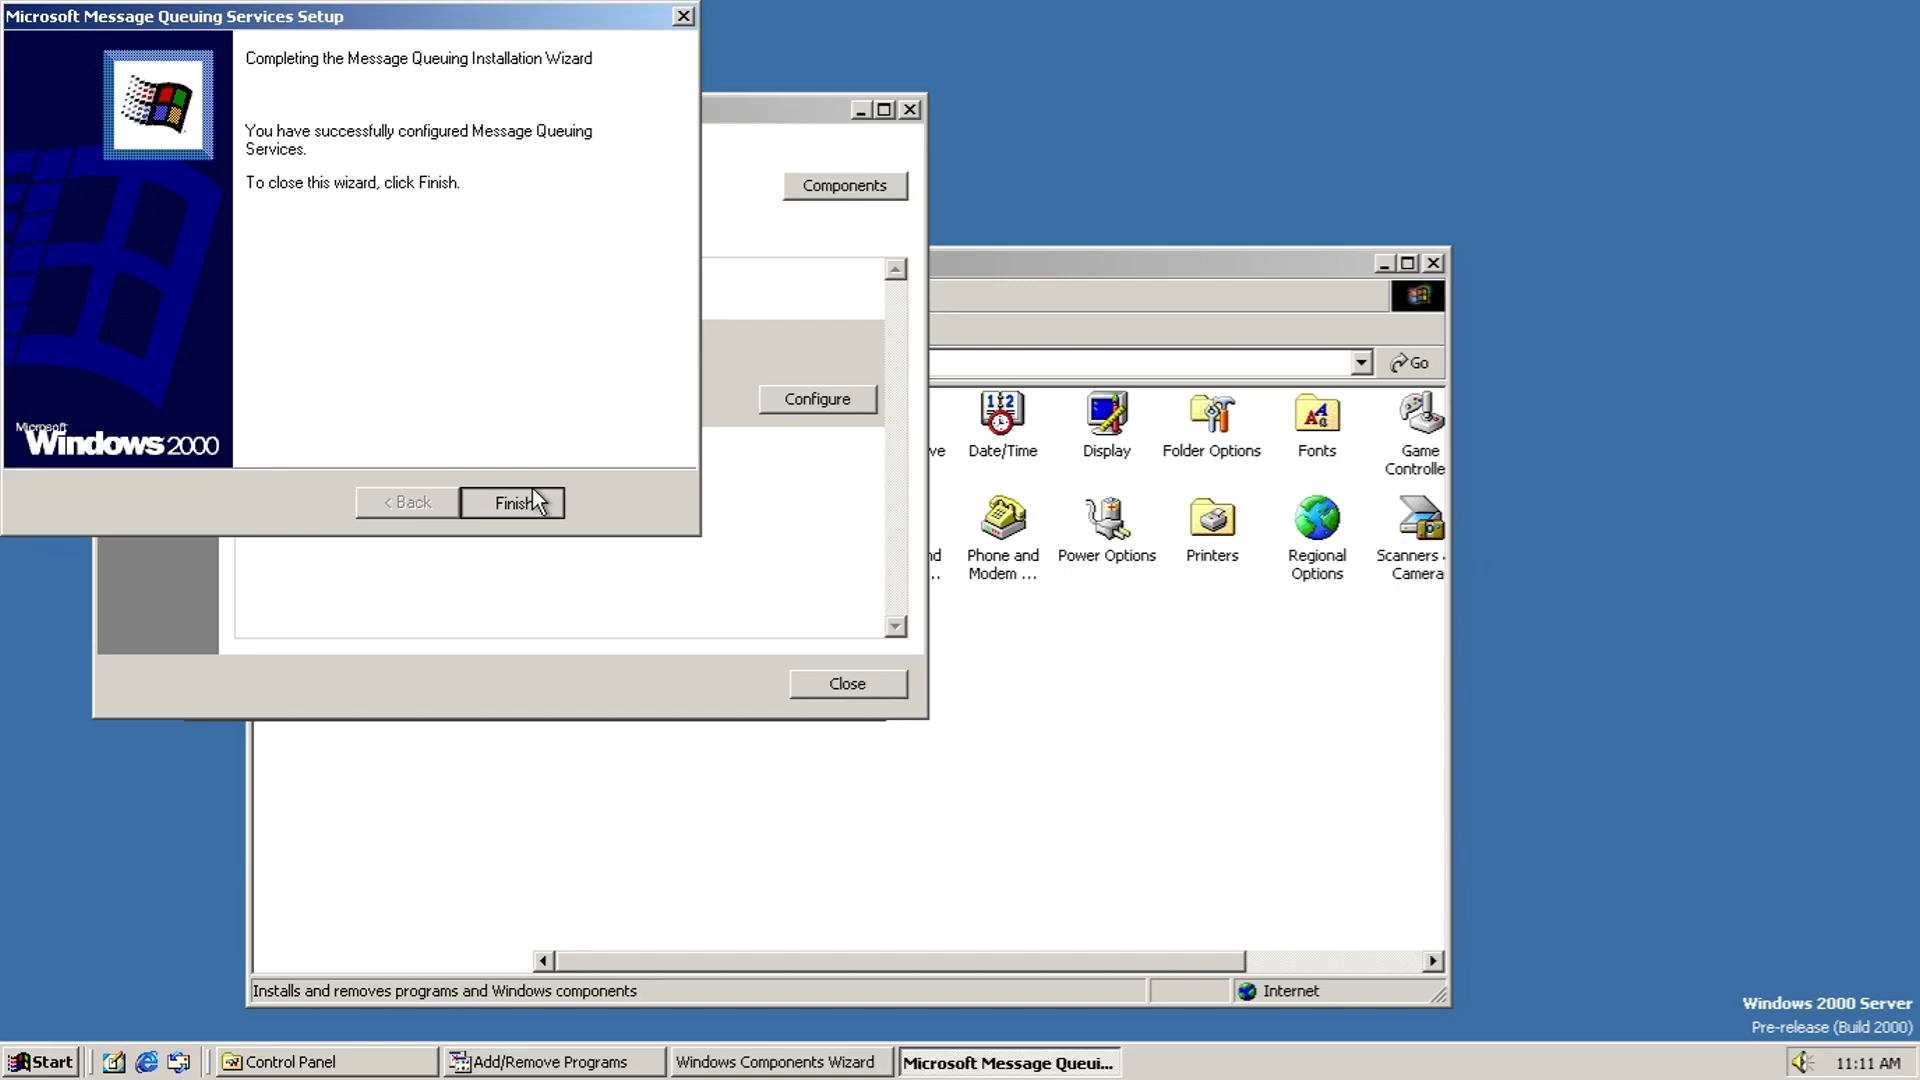 Microsoft Message Queuing Services Setup
Completing the Message Queuing Installation Wizard
You have successfully configured Message Queuing
Services.
To close this wizard, click Finish.
Microsoft
Windows 2000
< Back
Finish
Components
Configure
Close
Go
Date/Time
Display
Folder Options
Fonts
Game
Controlle
Phone and
Modem ...
Power Options
Printers
Regional
Options
Scanners
Camera
Installs and removes programs and Windows components
Internet
Windows 2000 Server
Pre-release (Build 2000)
Start
Control Panel
Add/Remove Programs
Windows Components Wizard
Microsoft Message Queui...
11:11 AM